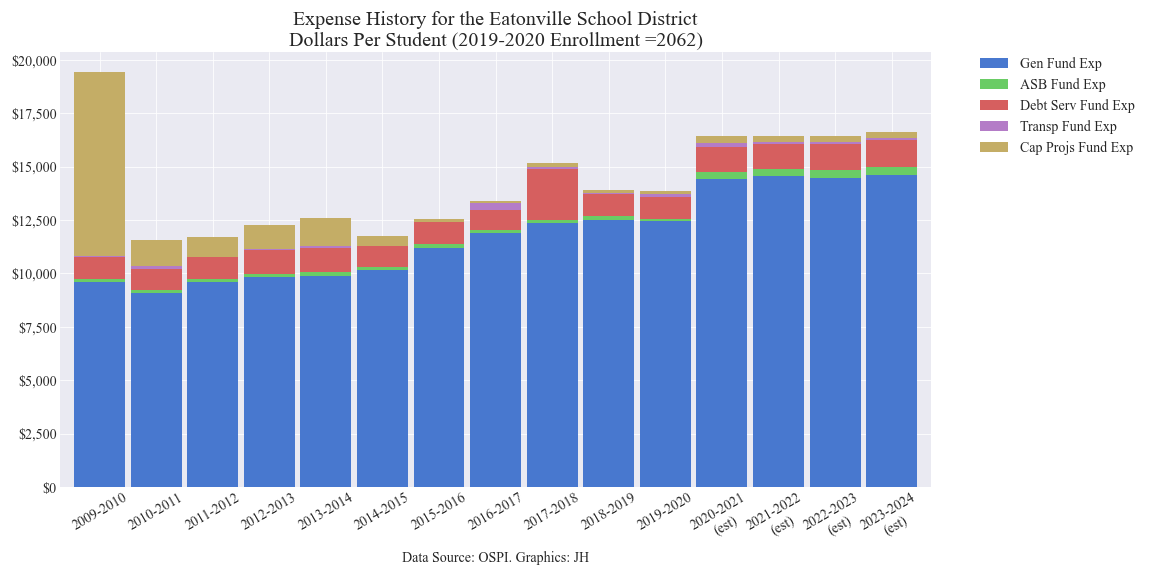 Expense History for the Eatonville School District
Dollars Per Student (2019-2020 Enrollment =2062)
$20,000
$17,500
$15,000
$12,500
$10,000
$7,500
$5,000
$2,500
$0
Gen Fund Exp
ASB Fund Exp
Debt Serv Fund Exp
Transp Fund Exp
Cap Projs Fund Exp
2009-2010
2010-2011
2011-2012
2012-2013
2013-2014
2014-2015
2015-2016
2016-2017
2017-2018
2018-2019
2019-2020
2020-2021
(est)
2021-2022
(est)
2022-2023
(est)
2023-2024
(est)
Data Source: OSPI. Graphics: JH